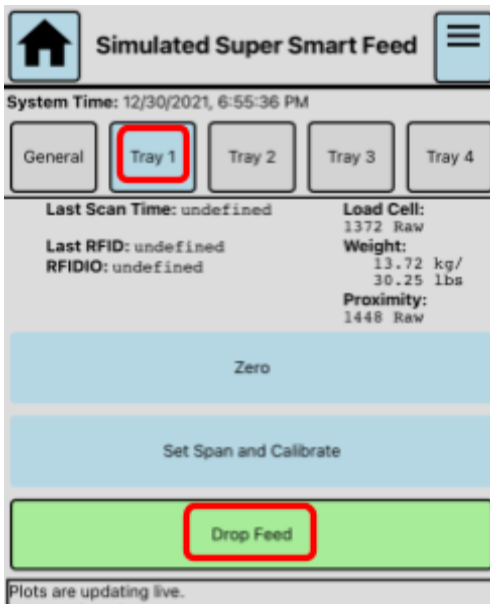 Simulated Super Smart Feed
System Time: 12/30/2021, 6:55:36 PM
General Tray 1 Tray 2 Tray 3 Tray 4
Last Scan Time: undefined
Last RFID: undefined
RFIDIO: undefined
Load Cell:
1372 Raw
Weight:
13.72 kg/
30.25 lbs
Proximity:
1448 Raw
Zero
Set Span and Calibrate
Drop Feed
Plots are updating live.